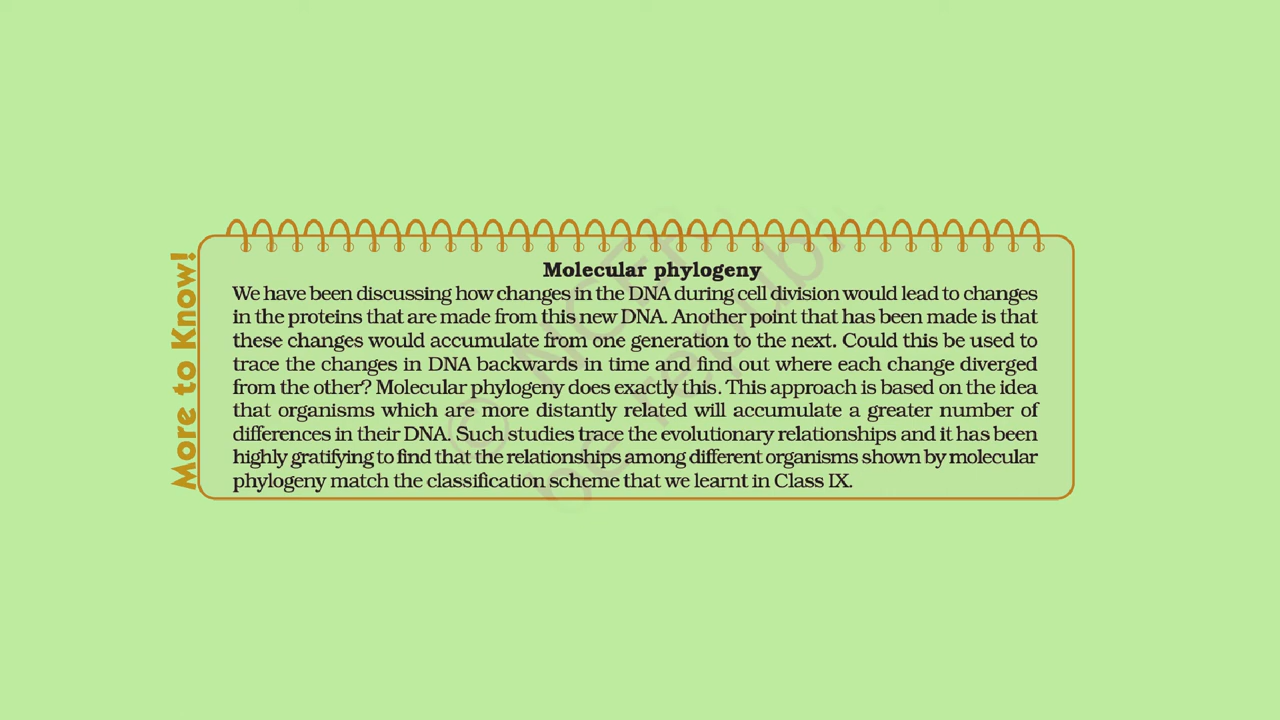 More to Know!
Molecular phylogeny
We have been discussing how changes in the DNA during cell division would lead to changes
in the proteins that are made from this new DNA. Another point that has been made is that
these changes would accumulate from one generation to the next. Could this be used to
trace the changes in DNA backwards in time and find out where each change diverged
from the other? Molecular phylogeny does exactly this. This approach is based on the idea
that organisms which are more distantly related will accumulate a greater number of
differences in their DNA. Such studies trace the evolutionary relationships and it has been
highly gratifying to find that the relationships among different organisms shown by molecular
phylogeny match the classification scheme that we learnt in Class IX.